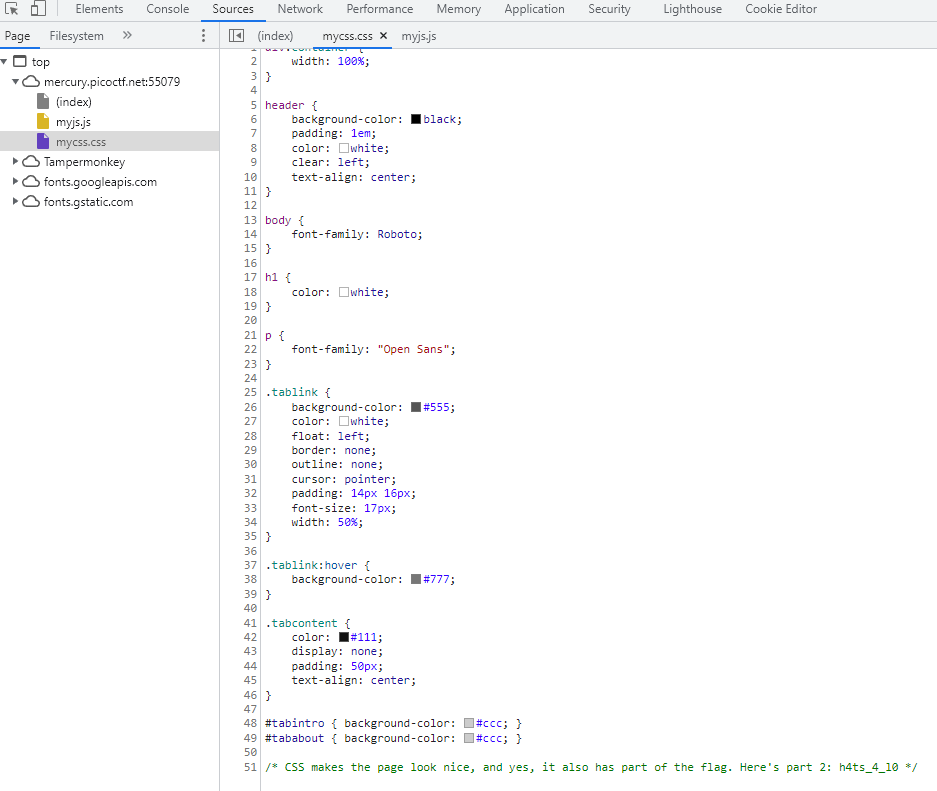 Elements Console Sources Network Performance Memory Application Security Lighthouse Cookie Editor
Page Filesystem » (index) mycss.css × myjs.js
top
mercury.picoctf.net:55079
(index)
myjs.js
mycss.css
Tampermonkey
fonts.googleapis.com
fonts.gstatic.com
1 div.container {
2 width: 100%;
3 }
4
5 header {
6 background-color: black;
7 padding: 1em;
8 color: white;
9 clear: left;
10 text-align: center;
11 }
12
13 body {
14 font-family: Roboto;
15 }
16
17 h1 {
18 color: white;
19 }
20
21 p {
22 font-family: "Open Sans";
23 }
24
25 .tablink {
26 background-color: #555;
27 color: white;
28 float: left;
29 border: none;
30 outline: none;
31 cursor: pointer;
32 padding: 14px 16px;
33 font-size: 17px;
34 width: 50%;
35 }
36
37 .tablink:hover {
38 background-color: #777;
39 }
40
41 .tabcontent {
42 color: #111;
43 display: none;
44 padding: 50px;
45 text-align: center;
46 }
47
48 #tabintro { background-color: #ccc; }
49 #tababout { background-color: #ccc; }
50
51 /* CSS makes the page look nice, and yes, it also has part of the flag. Here's part 2: h4ts_4_l0 */